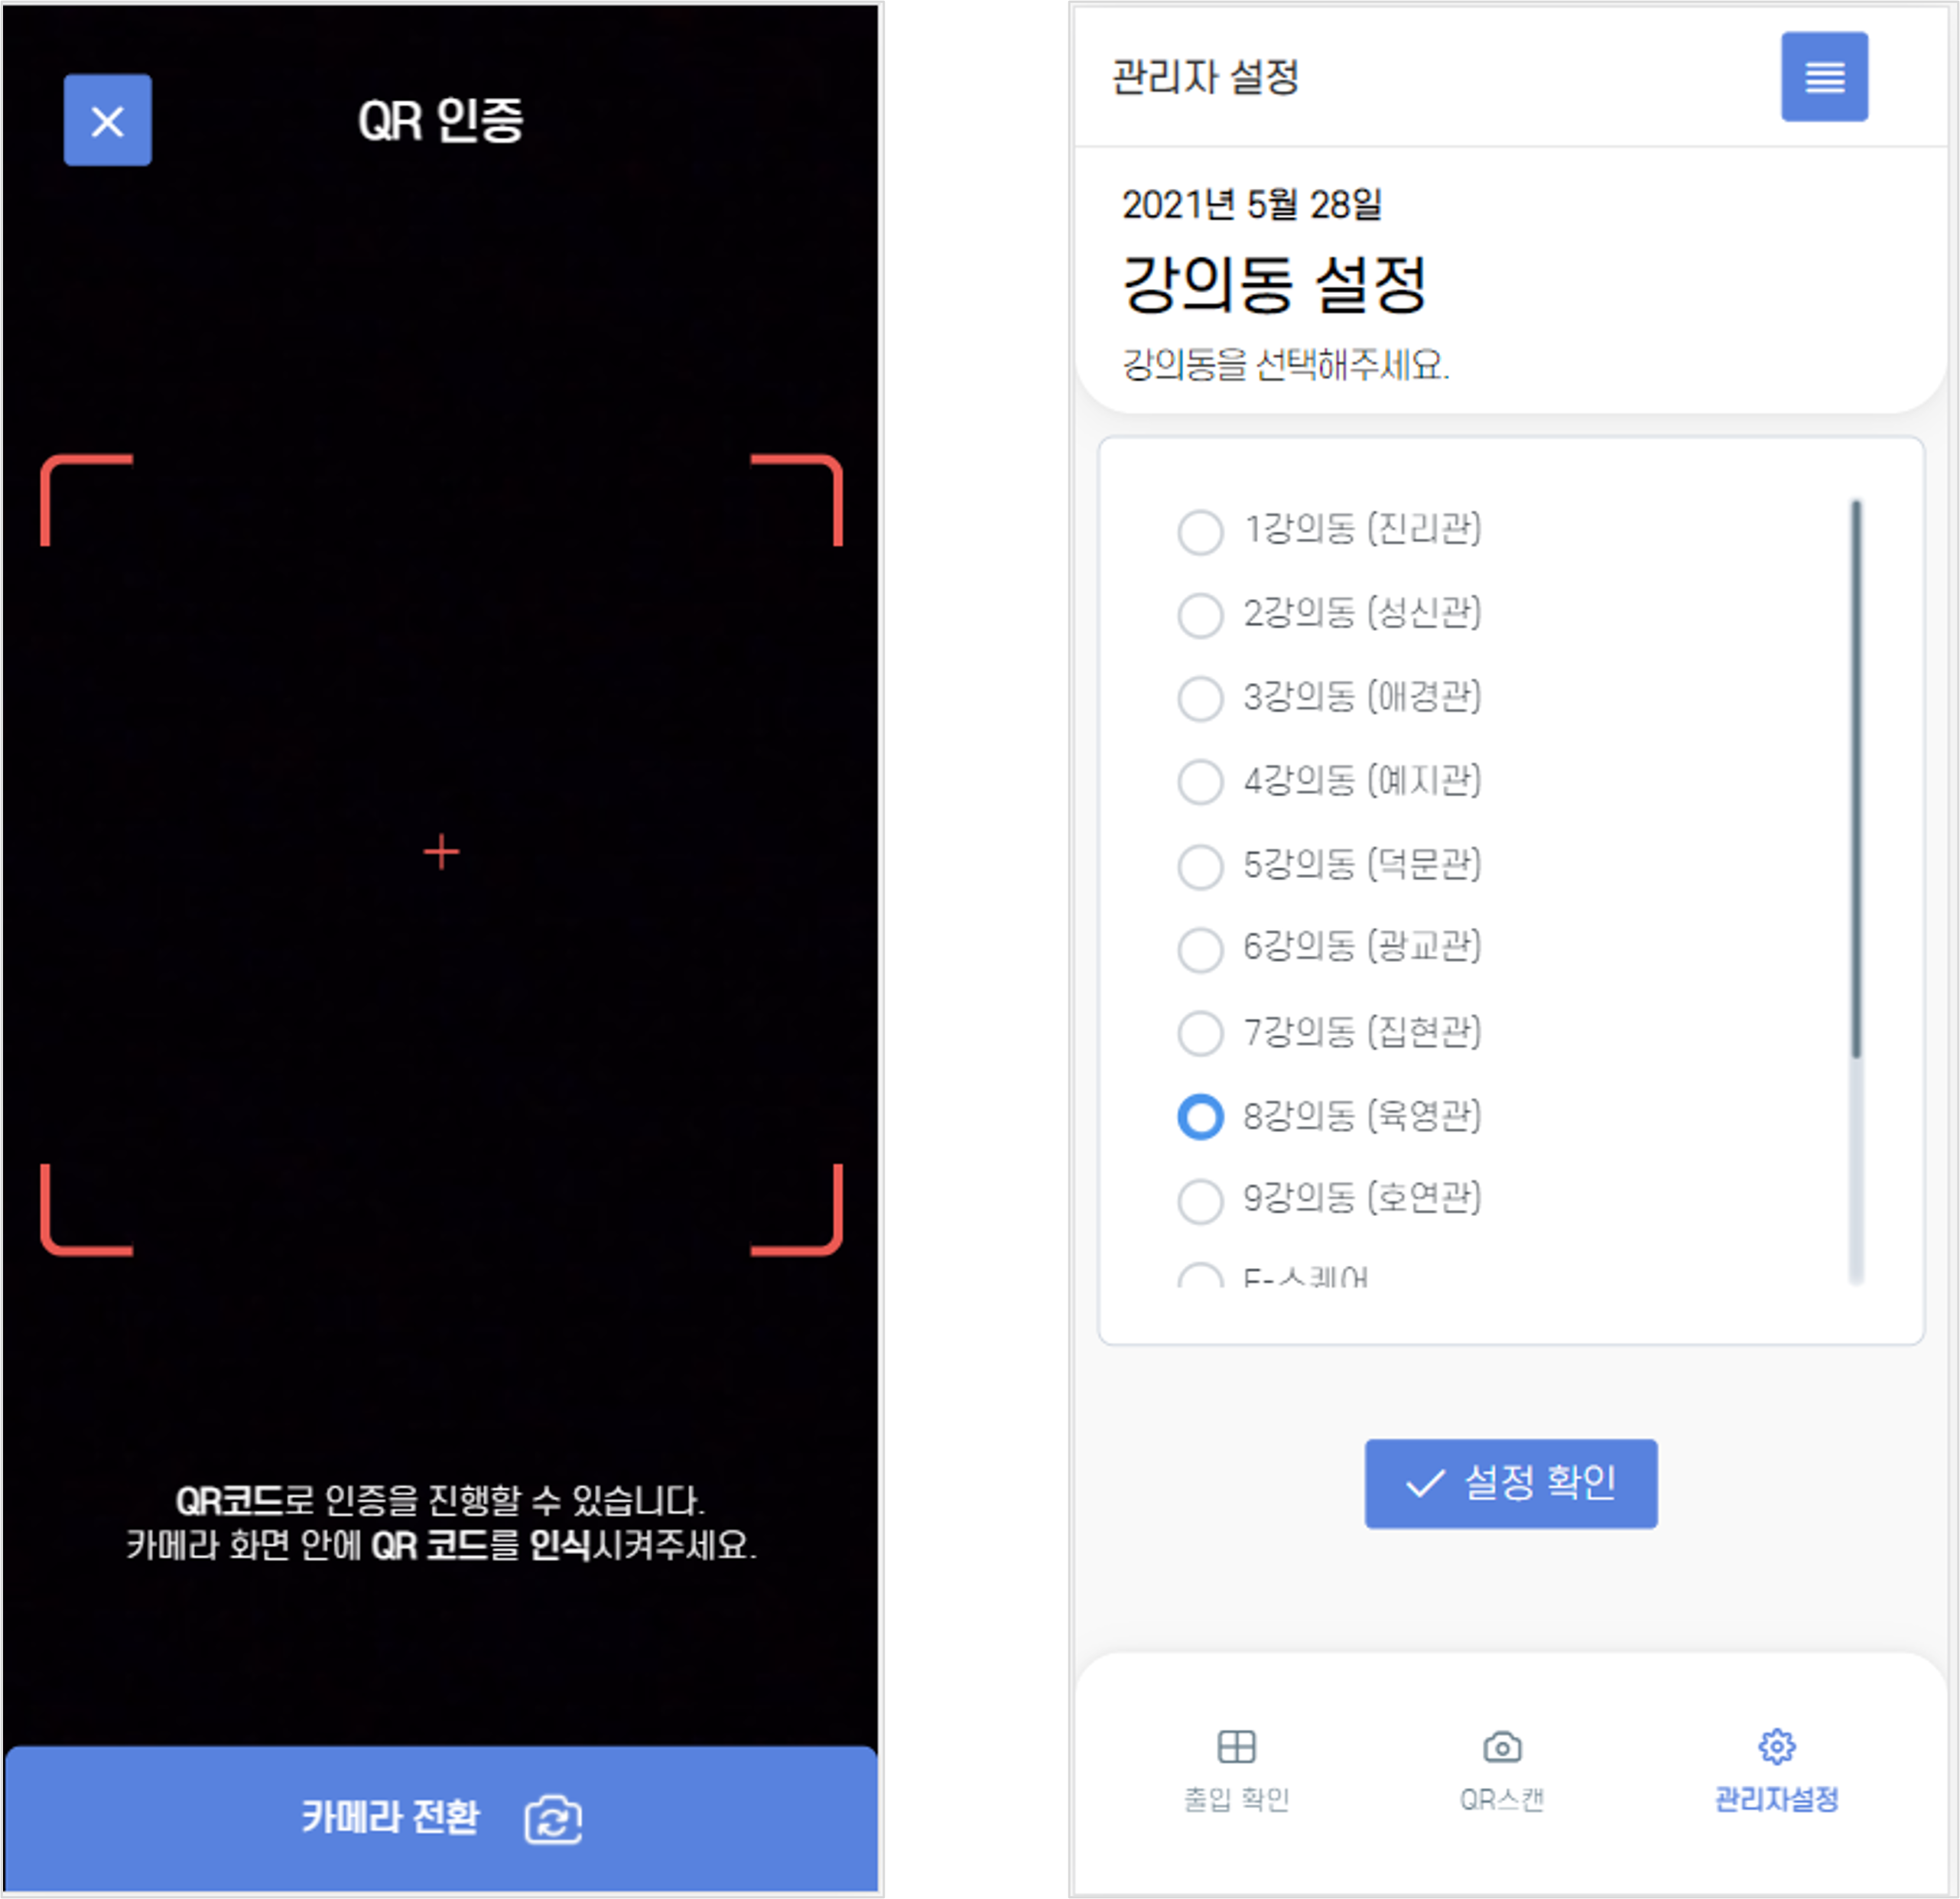 QR 인증
QR코드로 인증을 진행할 수 있습니다.
카메라 화면 안에 QR 코드를 인식시켜주세요.
카메라 전환
관리자 설정
2021년 5월 28일
강의동 설정
강의동을 선택해주세요.
1강의동 (진리관)
2강의동 (성신관)
3강의동 (애경관)
4강의동 (예지관)
5강의동 (덕문관)
6강의동 (광교관)
7강의동 (집현관)
8강의동 (육영관)
9강의동 (호연관)
E-스퀘어
설정 확인
출입 확인
QR스캔
관리자설정